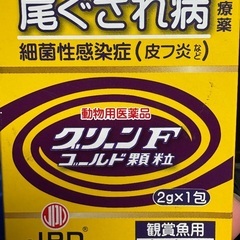 尾ぐされ病
療薬
細菌性感染症(皮フ炎など)
動物用医薬品
グリーンF
ゴールド顆粒
2g×1包
JPD
観賞魚用